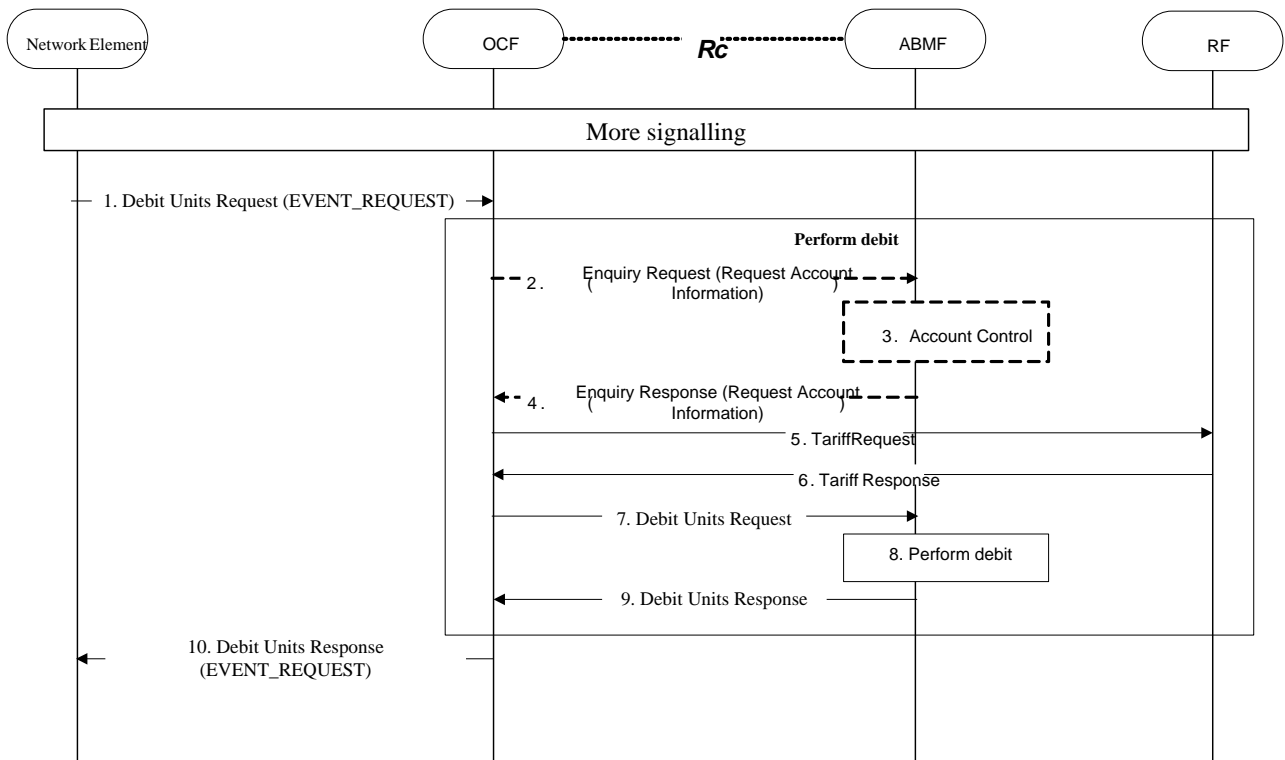 Network Element
OCF
Rc
ABMF
RF
More signalling
1. Debit Units Request (EVENT_REQUEST)
Perform debit
2. ( Enquiry Request (Request Account )
Information)
3. Account Control
4. ( Enquiry Response (Request Account )
Information)
5. TariffRequest
6. Tariff Response
7. Debit Units Request
8. Perform debit
9. Debit Units Response
10. Debit Units Response
(EVENT_REQUEST)